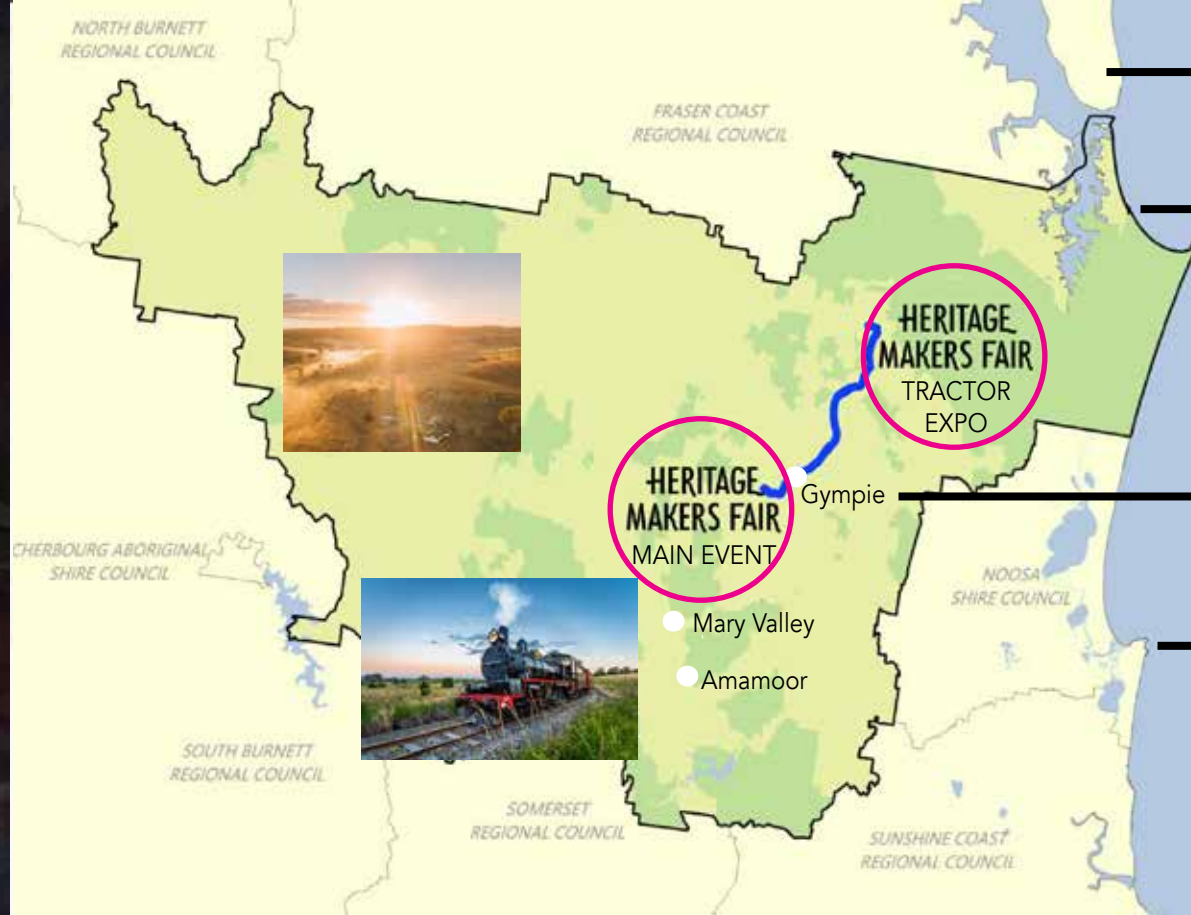 NORTH BURNETT
REGIONAL COUNCIL
FRASER COAST
REGIONAL COUNCIL
HERITAGE
MAKERS FAIR
TRACTOR
EXPO
HERITAGE
MAKERS FAIR
MAIN EVENT
Gympie
CHERBOURG ABORIGINAL
SHIRE COUNCIL
NOOSA
SHIRE COUNCIL
Mary Valley
Amamoor
SOUTH BURNETT
REGIONAL COUNCIL
SOMERSET
REGIONAL COUNCIL
SUNSHINE COAST
REGIONAL COUNCIL